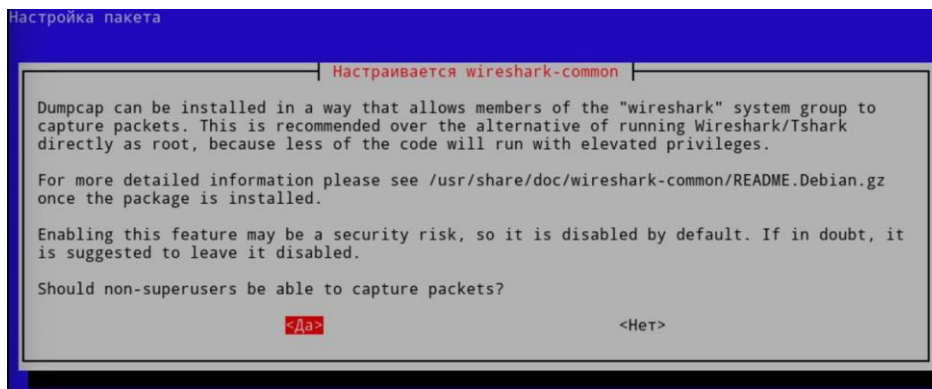 Настройка пакета
Настраивается wireshark-common
Dumpcap can be installed in a way that allows members of the "wireshark" system group to
capture packets. This is recommended over the alternative of running Wireshark/Tshark
directly as root, because less of the code will run with elevated privileges.
For more detailed information please see /usr/share/doc/wireshark-common/README.Debian.gz
once the package is installed.
Enabling this feature may be a security risk, so it is disabled by default. If in doubt, it
is suggested to leave it disabled.
Should non-superusers be able to capture packets?
<Да> <Нет>